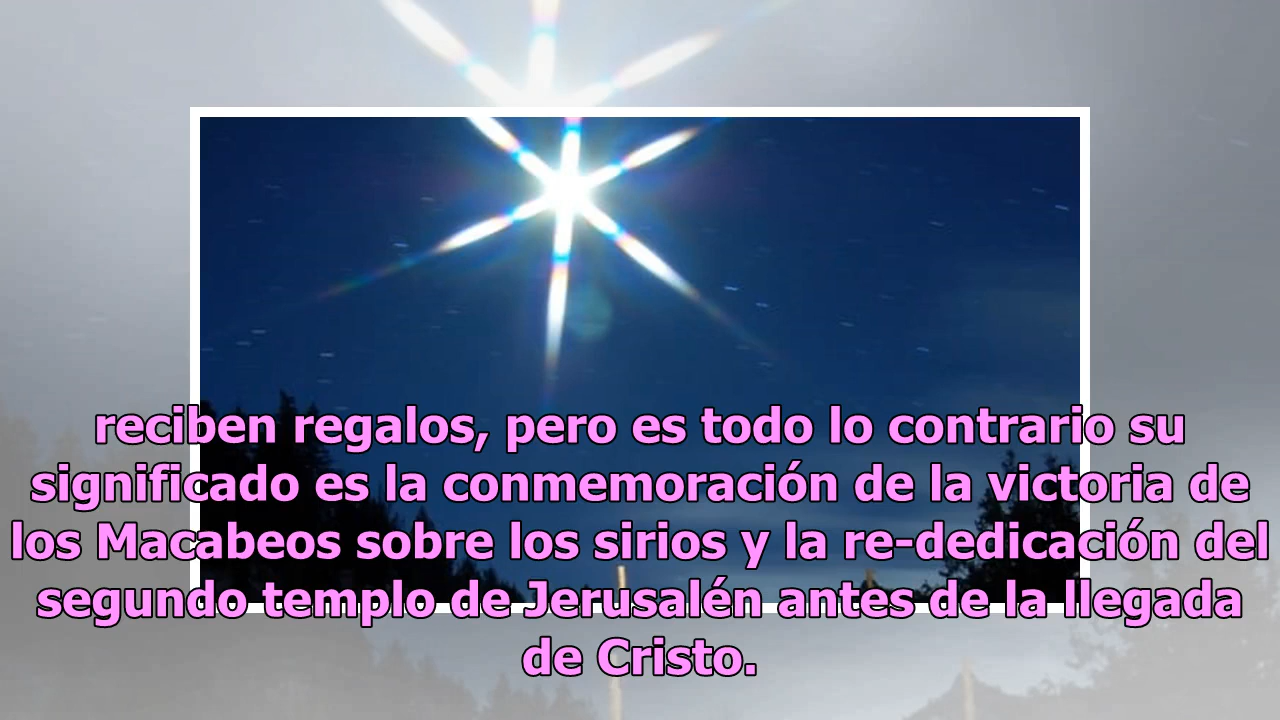 reciben regalos, pero es todo lo contrario su
significado es la conmemoración de la victoria de
los Macabeos sobre los sirios y la re-dedicación del
segundo templo de Jerusalén antes de la llegada
de Cristo.